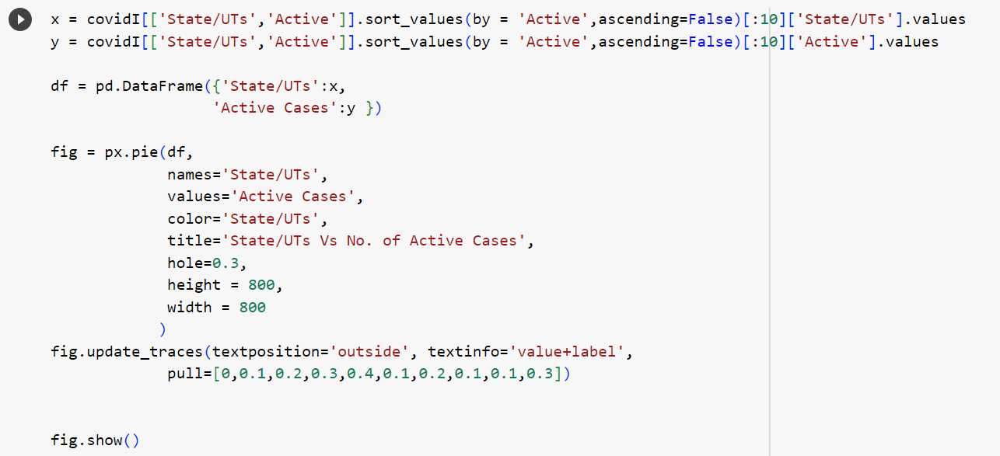 x = covidI[['State/UTs','Active']].sort_values(by = 'Active',ascending=False)[:10]['State/UTs'].values
y = covidI[['State/UTs','Active']].sort_values(by = 'Active',ascending=False)[:10]['Active'].values
df = pd.DataFrame({'State/UTs':x,
'Active Cases':y })
fig = px.pie(df,
names='State/UTs',
values='Active Cases',
color='State/UTs',
title='State/UTs Vs No. of Active Cases',
hole=0.3,
height = 800,
width = 800
)
fig.update_traces(textposition='outside', textinfo='value+label',
pull=[0,0.1,0.2,0.3,0.4,0.1,0.2,0.1,0.1,0.3])
fig.show()